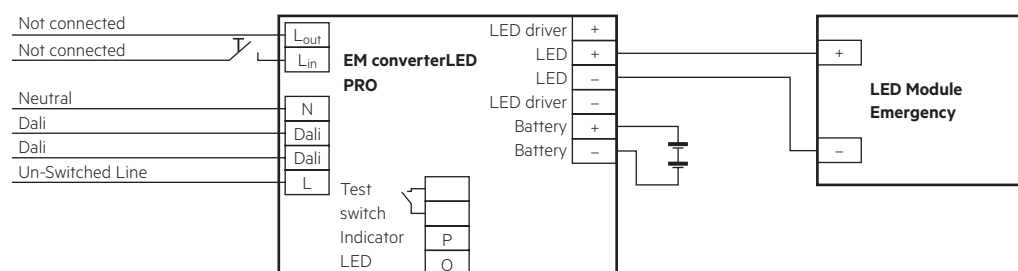 Not connected
Not connected
Neutral
Dali
Dali
Un-Switched Line
Lout
Lin
N
Dali
Dali
L
EM converterLED
PRO
Test
switch
Indicator
LED
P
O
LED driver +
LED +
LED –
LED driver –
Battery +
Battery –
+
–
LED Module
Emergency